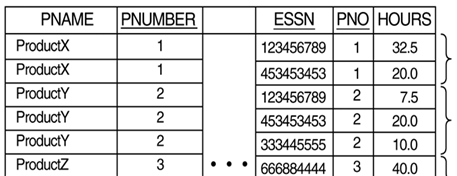 PNAME PNUMBER ESSN PNO HOURS
ProductX 1 123456789 1 32.5
ProductX 1 453453453 1 20.0
ProductY 2 123456789 2 7.5
ProductY 2 453453453 2 20.0
ProductY 2 333445555 2 10.0
ProductZ 3 • • • 666884444 3 40.0